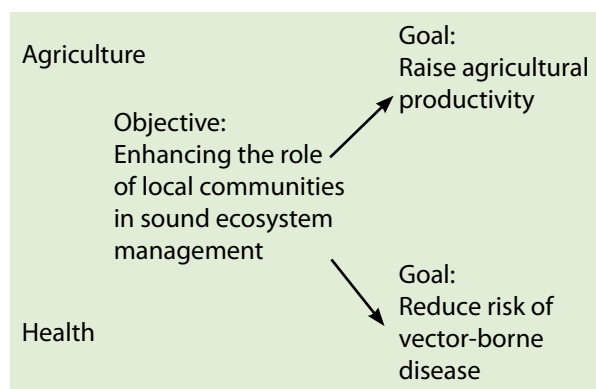 Agriculture
Goal:
Raise agricultural
productivity
Objective:
Enhancing the role
of local communities
in sound ecosystem
management
Goal:
Reduce risk of
vector-borne
disease
Health